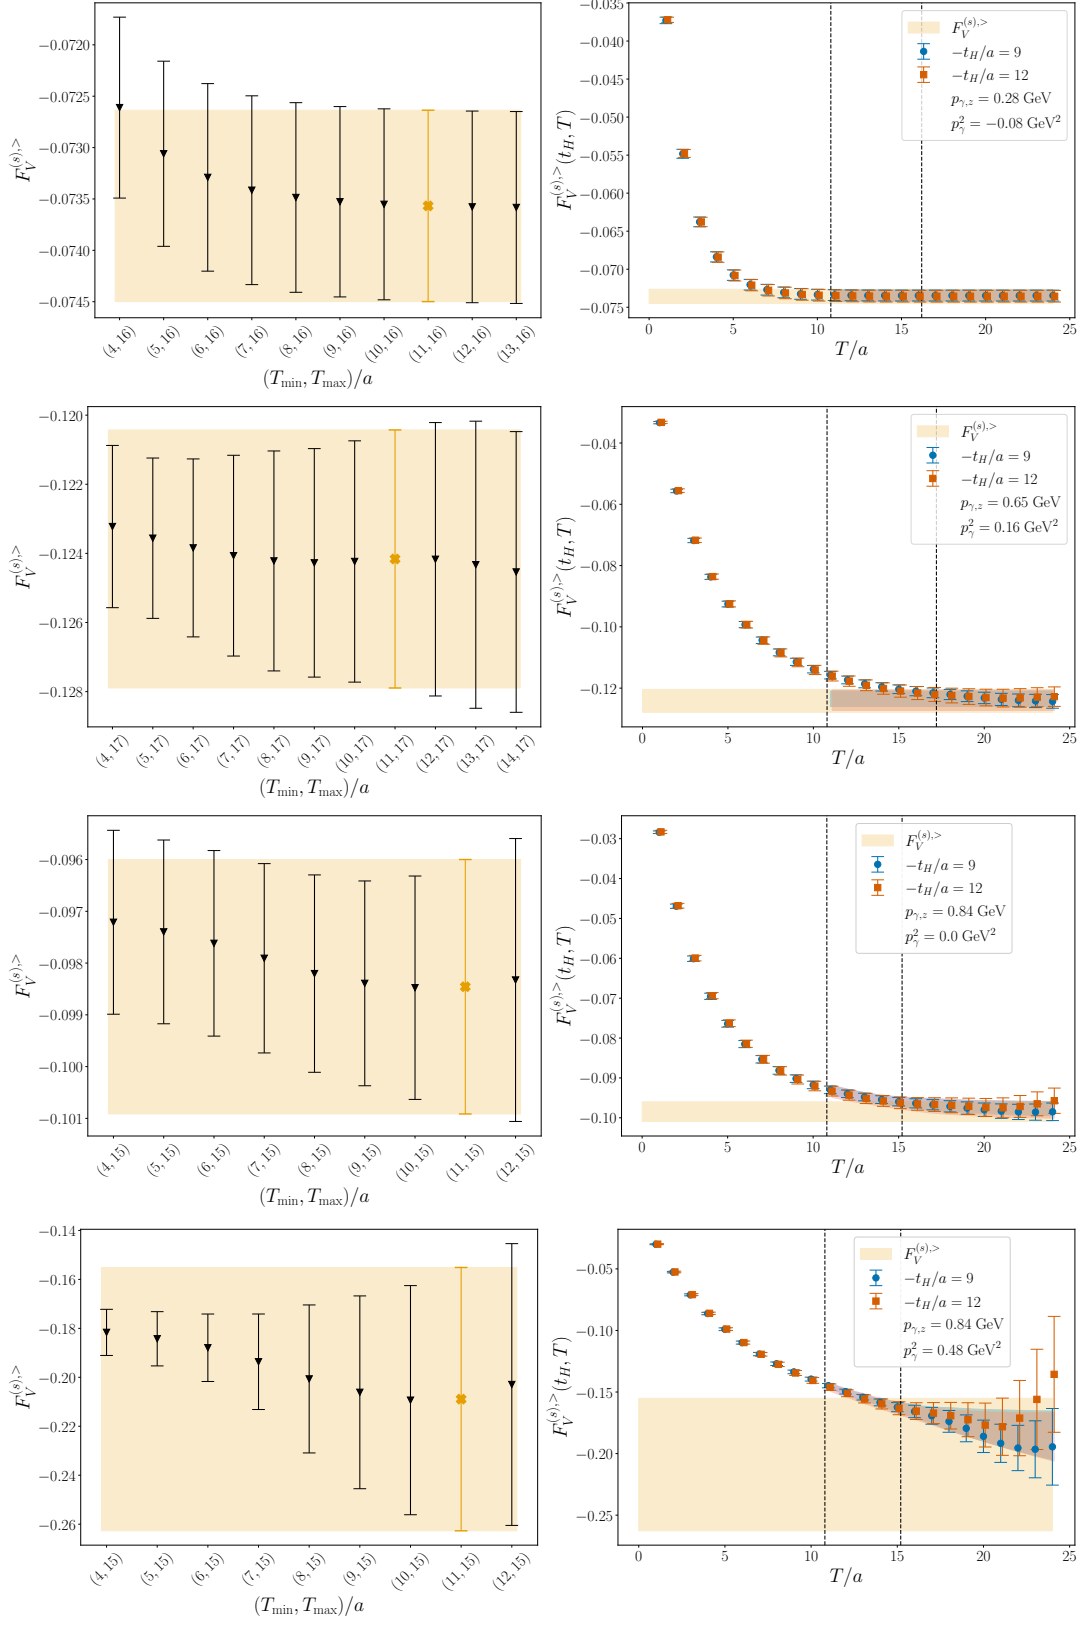 −0.0720
−0.0725
−0.0730
−0.0735
−0.0740
−0.0745
F_V^{(s),>}
(4, 16)
(5, 16)
(6, 16)
(7, 16)
(8, 16)
(9, 16)
(10, 16)
(11, 16)
(12, 16)
(13, 16)
(T_min, T_max)/a
−0.035
−0.040
−0.045
−0.050
−0.055
−0.060
−0.065
−0.070
−0.075
F_V^{(s),>}(t_H, T)
F_V^{(s),>}
−t_H/a = 9
−t_H/a = 12
p_{γ,z} = 0.28 GeV
p_γ^2 = −0.08 GeV^2
0 5 10 15 20 25
T/a
−0.120
−0.122
−0.124
−0.126
−0.128
F_V^{(s),>}
(4, 17)
(5, 17)
(6, 17)
(7, 17)
(8, 17)
(9, 17)
(10, 17)
(11, 17)
(12, 17)
(13, 17)
(14, 17)
(T_min, T_max)/a
−0.04
−0.06
−0.08
−0.10
−0.12
F_V^{(s),>}(t_H, T)
F_V^{(s),>}
−t_H/a = 9
−t_H/a = 12
p_{γ,z} = 0.65 GeV
p_γ^2 = 0.16 GeV^2
0 5 10 15 20 25
T/a
−0.096
−0.097
−0.098
−0.099
−0.100
−0.101
F_V^{(s),>}
(4, 15)
(5, 15)
(6, 15)
(7, 15)
(8, 15)
(9, 15)
(10, 15)
(11, 15)
(12, 15)
(T_min, T_max)/a
−0.03
−0.04
−0.05
−0.06
−0.07
−0.08
−0.09
−0.10
F_V^{(s),>}(t_H, T)
F_V^{(s),>}
−t_H/a = 9
−t_H/a = 12
p_{γ,z} = 0.84 GeV
p_γ^2 = 0.0 GeV^2
0 5 10 15 20 25
T/a
−0.14
−0.16
−0.18
−0.20
−0.22
−0.24
−0.26
F_V^{(s),>}
(4, 15)
(5, 15)
(6, 15)
(7, 15)
(8, 15)
(9, 15)
(10, 15)
(11, 15)
(12, 15)
(T_min, T_max)/a
−0.05
−0.10
−0.15
−0.20
−0.25
F_V^{(s),>}(t_H, T)
F_V^{(s),>}
−t_H/a = 9
−t_H/a = 12
p_{γ,z} = 0.84 GeV
p_γ^2 = 0.48 GeV^2
0 5 10 15 20 25
T/a